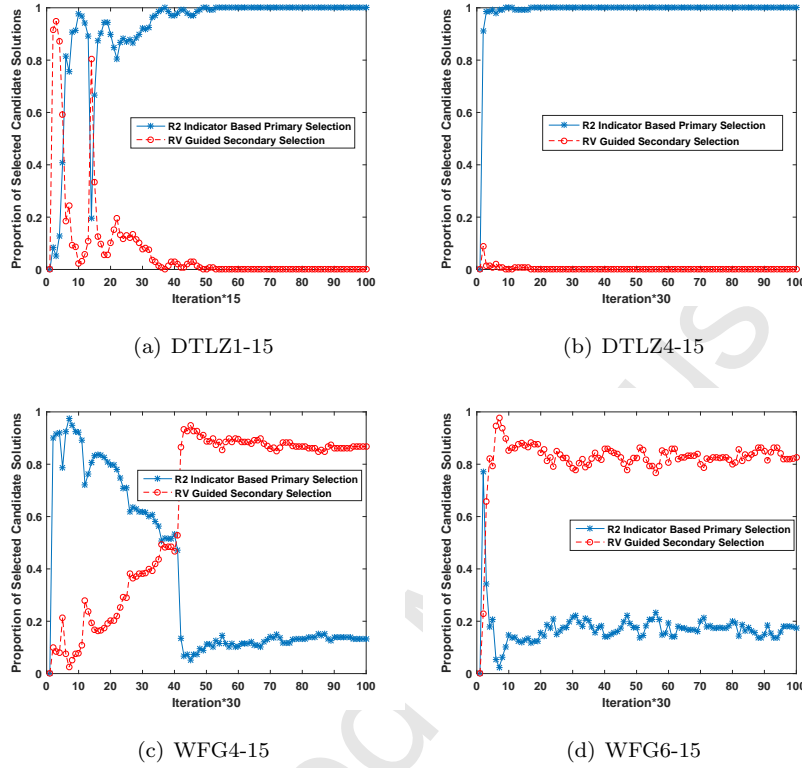 Proportion of Selected Candidate Solutions
1
0.8
0.6
0.4
0.2
0
R2 Indicator Based Primary Selection
RV Guided Secondary Selection
0 10 20 30 40 50 60 70 80 90 100
Iteration*15
(a) DTLZ1-15
Proportion of Selected Candidate Solutions
1
0.8
0.6
0.4
0.2
0
R2 Indicator Based Primary Selection
RV Guided Secondary Selection
0 10 20 30 40 50 60 70 80 90 100
Iteration*30
(b) DTLZ4-15
Proportion of Selected Candidate Solutions
1
0.8
0.6
0.4
0.2
0
R2 Indicator Based Primary Selection
RV Guided Secondary Selection
0 10 20 30 40 50 60 70 80 90 100
Iteration*30
(c) WFG4-15
Proportion of Selected Candidate Solutions
1
0.8
0.6
0.4
0.2
0
R2 Indicator Based Primary Selection
RV Guided Secondary Selection
0 10 20 30 40 50 60 70 80 90 100
Iteration*30
(d) WFG6-15